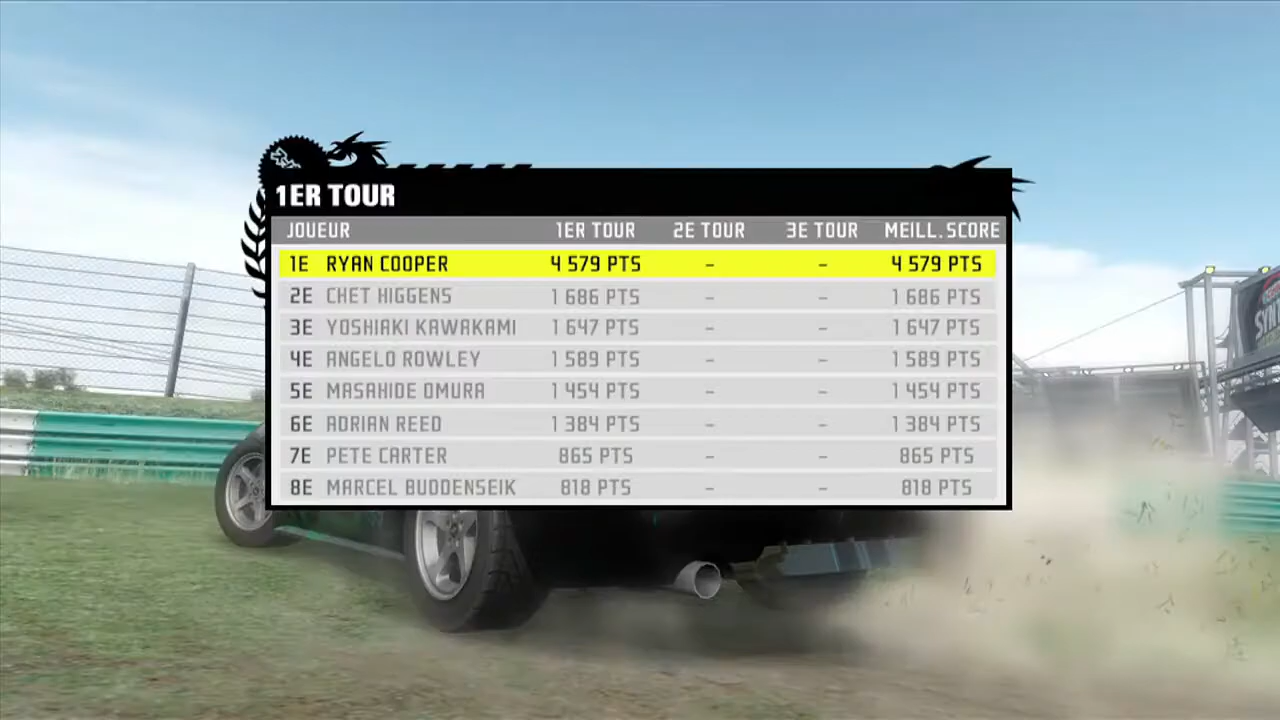 1ER TOUR
JOUEUR 1ER TOUR 2E TOUR 3E TOUR MEILL. SCORE
1E RYAN COOPER 4 579 PTS - - 4 579 PTS
2E CHET HIGGENS 1 686 PTS - - 1 686 PTS
3E YOSHIAKI KAWAKAMI 1 647 PTS - - 1 647 PTS
4E ANGELO ROWLEY 1 589 PTS - - 1 589 PTS
5E MASAHIDE OMURA 1 454 PTS - - 1 454 PTS
6E ADRIAN REED 1 384 PTS - - 1 384 PTS
7E PETE CARTER 865 PTS - - 865 PTS
8E MARCEL BUDDENSEIK 818 PTS - - 818 PTS